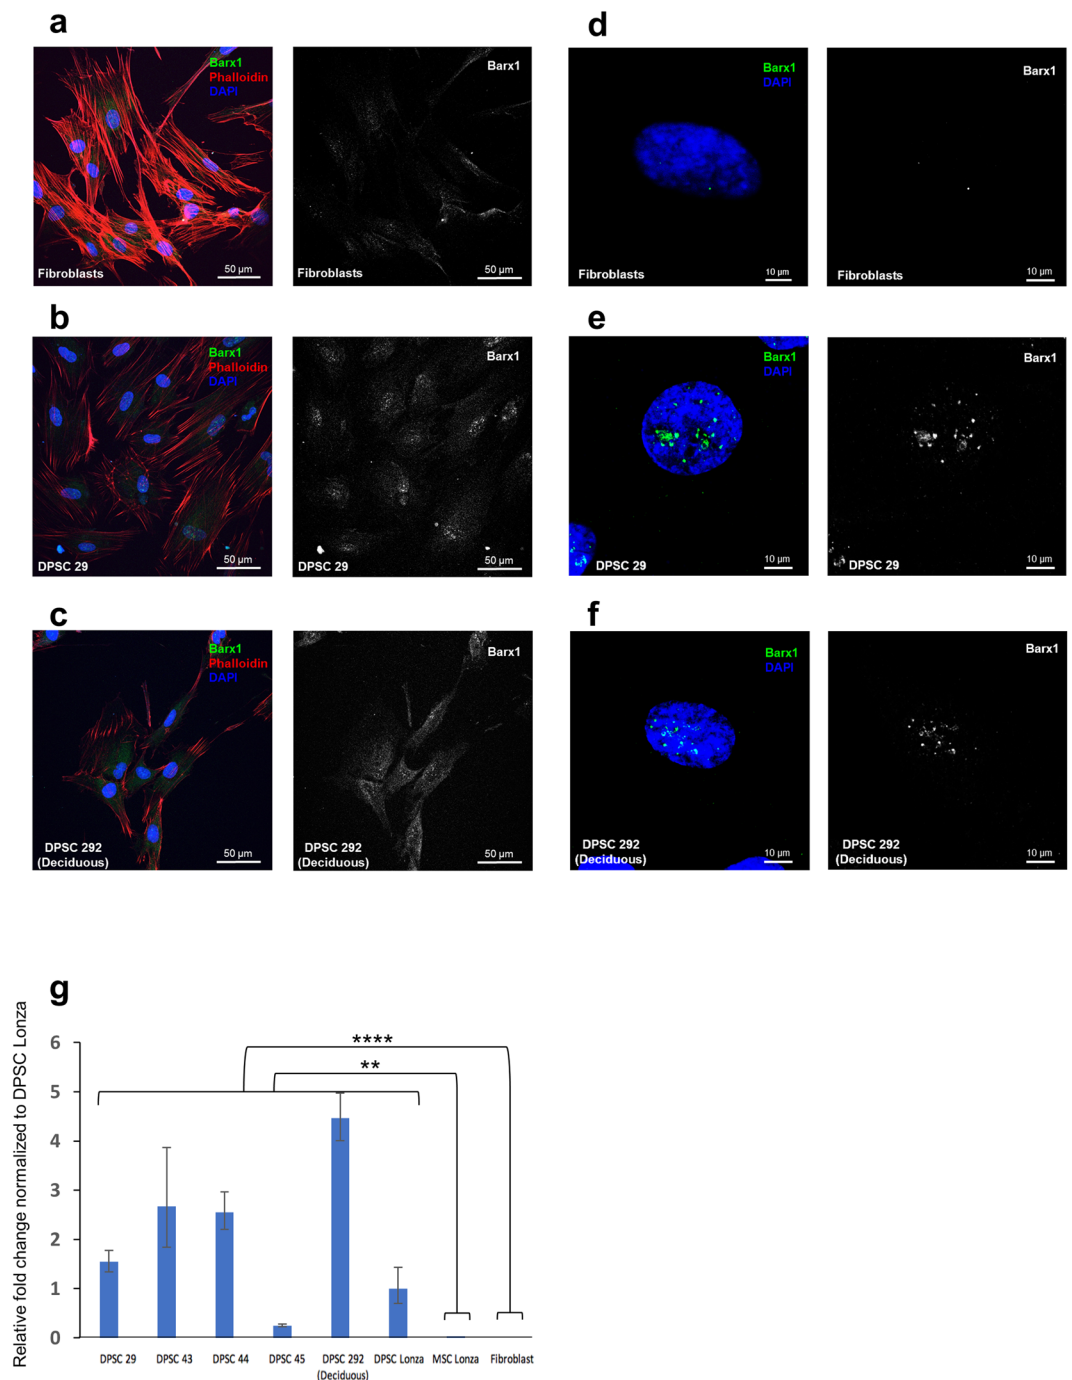 a
Barx1
Phalloidin
DAPI
Fibroblasts
50 µm
Barx1
Fibroblasts
50 µm
d
Barx1
DAPI
Fibroblasts
10 µm
Barx1
Fibroblasts
10 µm
b
Barx1
Phalloidin
DAPI
DPSC 29
50 µm
Barx1
DPSC 29
50 µm
e
Barx1
DAPI
DPSC 29
10 µm
Barx1
DPSC 29
10 µm
c
Barx1
Phalloidin
DAPI
DPSC 292
(Deciduous)
50 µm
Barx1
DPSC 292
(Deciduous)
50 µm
f
Barx1
DAPI
DPSC 292
(Deciduous)
10 µm
Barx1
DPSC 292
(Deciduous)
10 µm
g
Relative fold change normalized to DPSC Lonza
6
5
4
3
2
1
0
****
**
DPSC 29
DPSC 43
DPSC 44
DPSC 45
DPSC 292
(Deciduous)
DPSC Lonza
MSC Lonza
Fibroblast